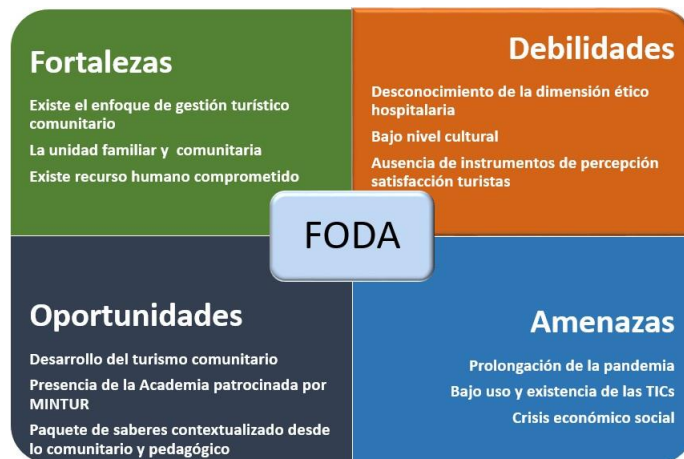 Fortalezas
Existe el enfoque de gestión turístico
comunitario
La unidad familiar y comunitaria
Existe recurso humano comprometido
Debilidades
Desconocimiento de la dimensión ético
hospitalaria
Bajo nivel cultural
Ausencia de instrumentos de percepción
satisfacción turistas
FODA
Oportunidades
Desarrollo del turismo comunitario
Presencia de la Academia patrocinada por
MINTUR
Paquete de saberes contextualizado desde
lo comunitario y pedagógico
Amenazas
Prolongación de la pandemia
Bajo uso y existencia de las TICs
Crisis económico social